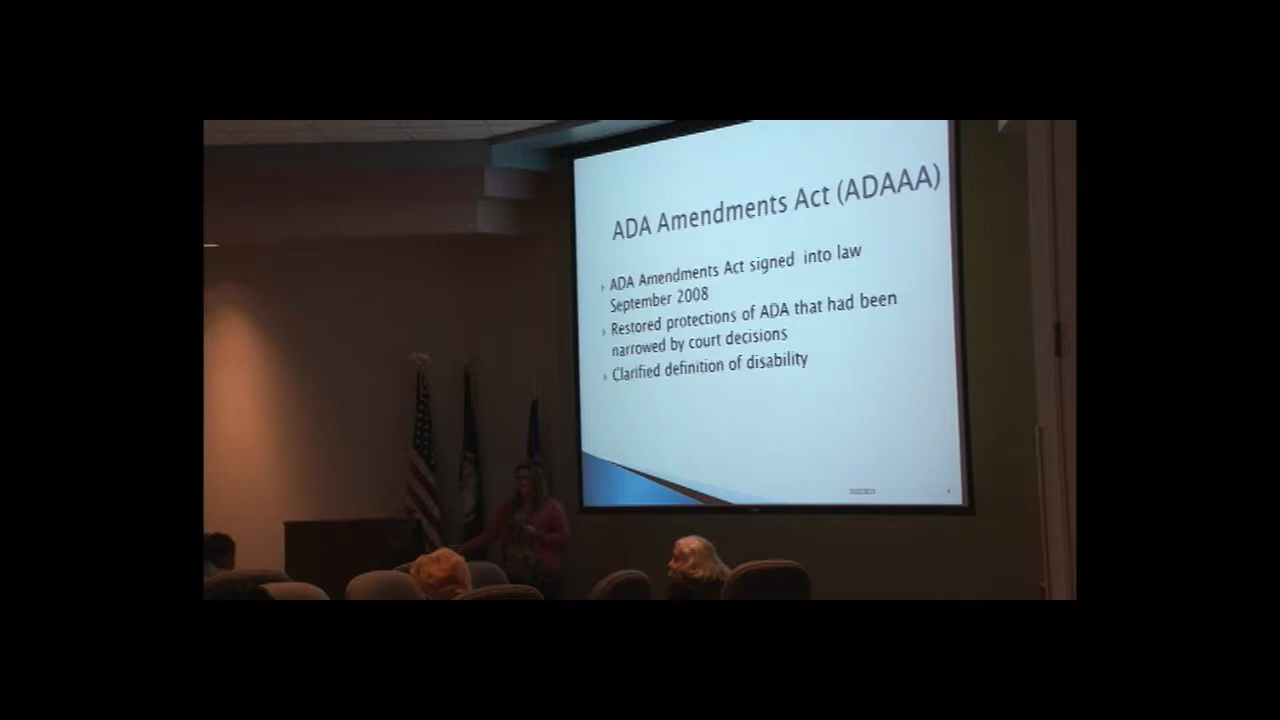 ADA Amendments Act (ADAAA)
ADA Amendments Act signed into law
September 2008
Restored protections of ADA that had been
narrowed by court decisions
Clarified definition of disability